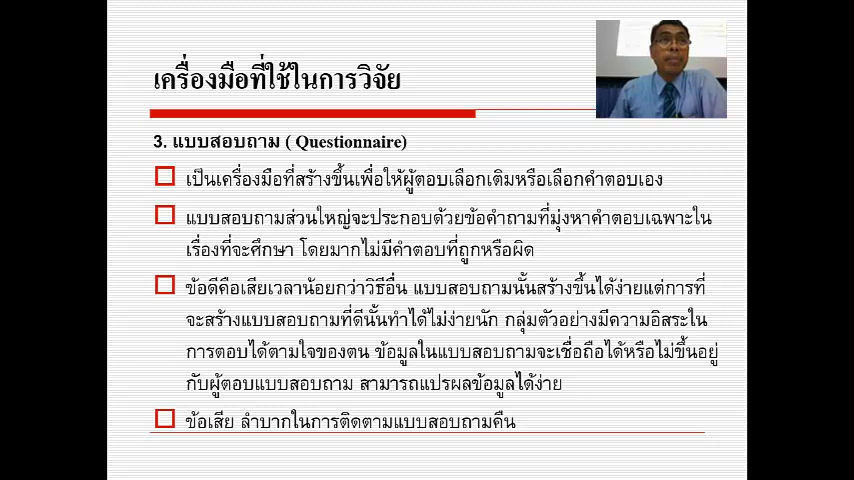 เครื่องมือที่ใช้ในการวิจัย
3. แบบสอบถาม ( Questionnaire)
เป็นเครื่องมือที่สร้างขึ้นเพื่อให้ผู้ตอบเลือกเติมหรือเลือกคำตอบเอง
แบบสอบถามส่วนใหญ่จะประกอบด้วยข้อคำถามที่มุ่งหาคำตอบเฉพาะใน
เรื่องที่จะศึกษา โดยมากไม่มีคำตอบที่ถูกหรือผิด
ข้อดีคือเสียเวลาน้อยกว่าวิธีอื่น แบบสอบถามนั้นสร้างขึ้นได้ง่ายแต่การที่
จะสร้างแบบสอบถามที่ดีนั้นทำได้ไม่ง่ายนัก กลุ่มตัวอย่างมีความอิสระใน
การตอบได้ตามใจของตน ข้อมูลในแบบสอบถามจะเชื่อถือได้หรือไม่ขึ้นอยู่
กับผู้ตอบแบบสอบถาม สามารถแปรผลข้อมูลได้ง่าย
ข้อเสีย ลำบากในการติดตามแบบสอบถามคืน